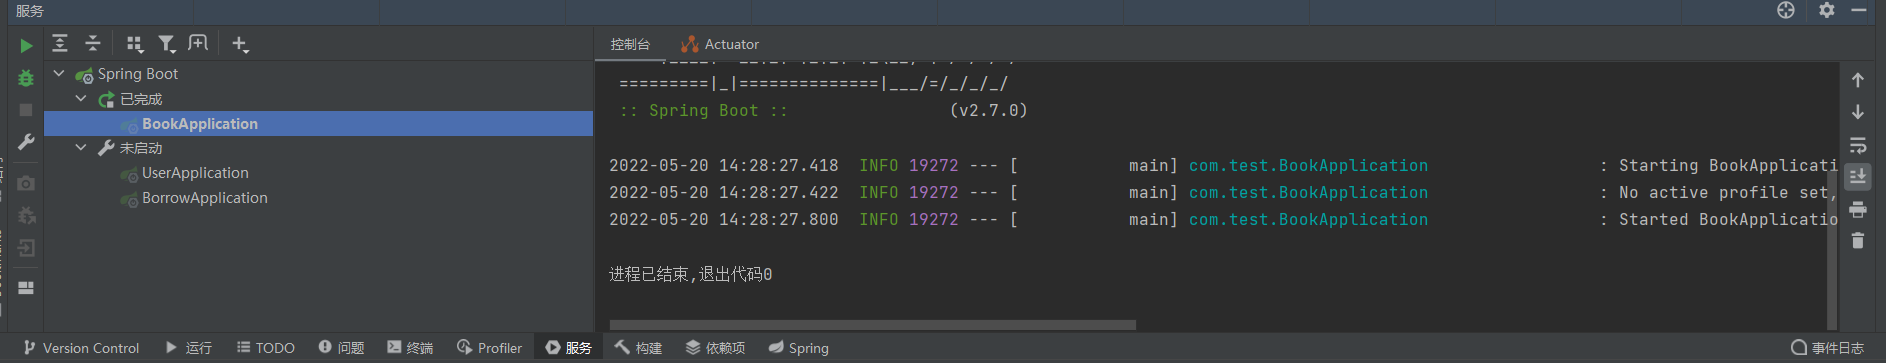 服务
控制台
Actuator
Spring Boot
已完成
BookApplication
未启动
UserApplication
BorrowApplication
=========|_|==============|___/=/_/_/_/
:: Spring Boot ::                (v2.7.0)
2022-05-20 14:28:27.418  INFO 19272 --- [           main] com.test.BookApplication                 : Starting BookApplicati
2022-05-20 14:28:27.422  INFO 19272 --- [           main] com.test.BookApplication                 : No active profile set,
2022-05-20 14:28:27.800  INFO 19272 --- [           main] com.test.BookApplication                 : Started BookApplicatio
进程已结束,退出代码0
Version Control 运行 TODO 问题 终端 Profiler 服务 构建 依赖项 Spring 事件日志